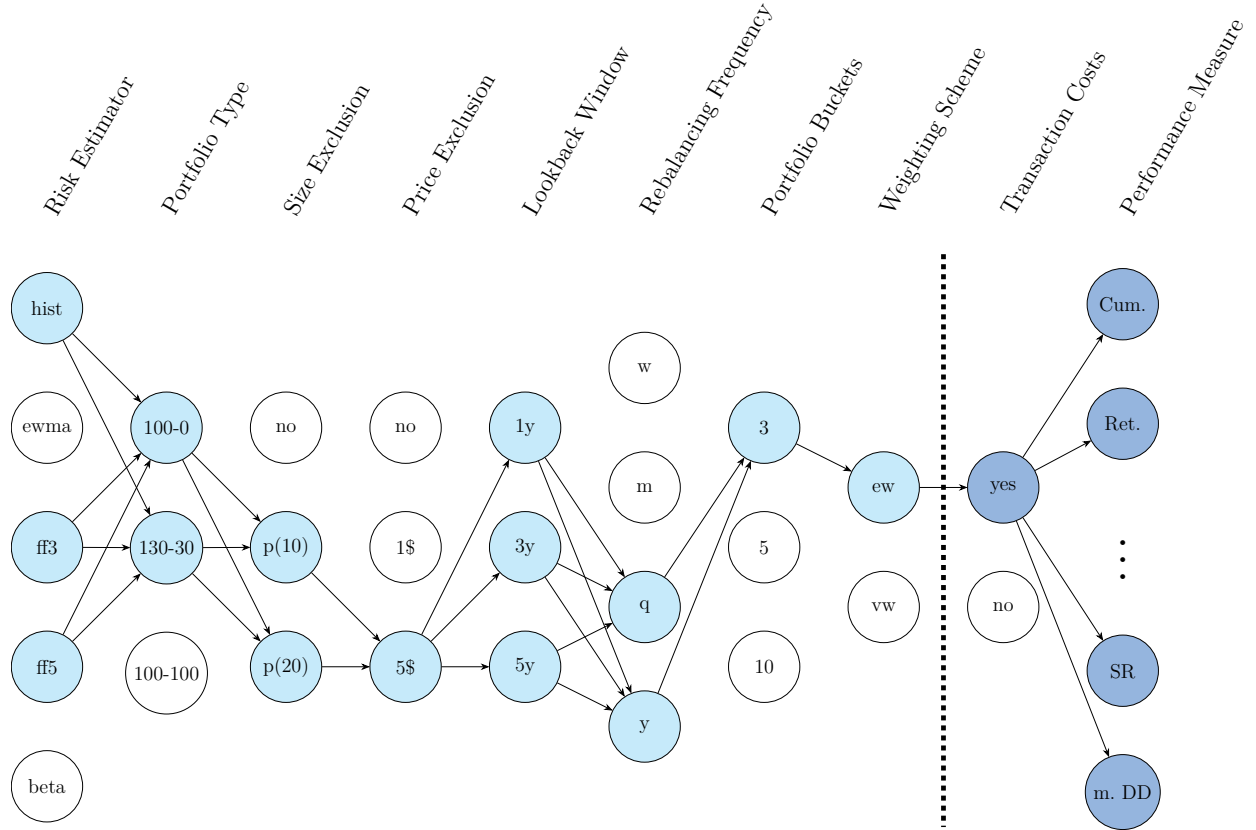 Risk Estimator
Portfolio Type
Size Exclusion
Price Exclusion
Lookback Window
Rebalancing Frequency
Portfolio Buckets
Weighting Scheme
Transaction Costs
Performance Measure
hist
ewma
ff3
ff5
beta
100-0
130-30
100-100
no
p(10)
p(20)
no
1$
5$
1y
3y
5y
w
m
q
y
3
5
10
ew
vw
yes
no
Cum.
Ret.
SR
m. DD